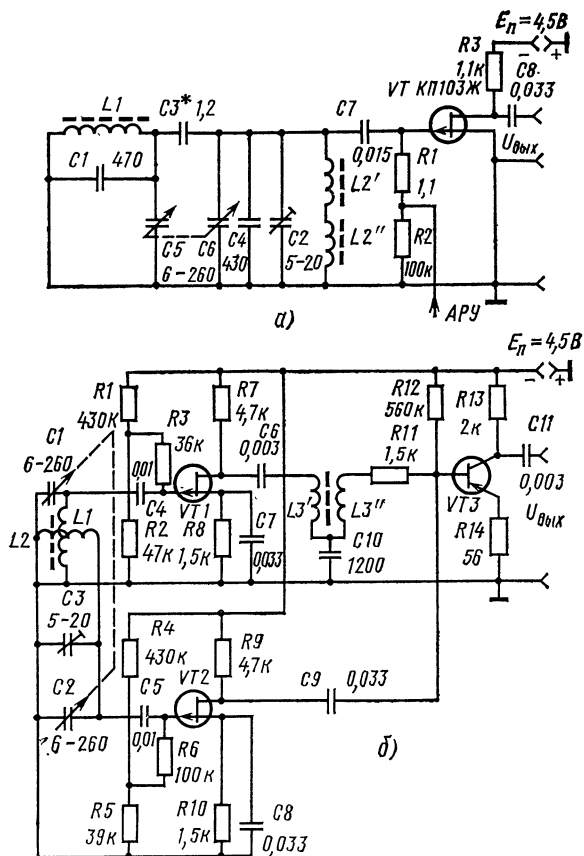 Eп=4,5В
R3
1,1к
− +
C8
0,033
VT КП103Ж
L1
C3* 1,2
C7
0,015
Uвых
C1 470
R1
1,1
L2'
L2"
C5
6-260
C6
C4
430
C2
5-20
R2
100к
а)
АРУ
Eп=4,5В
− +
R1
430к
R7
4,7к
R12
560к
R13
2к
C1
6-260
R3
36к
C6
0,003
R11
1,5к
C11
0,003
0,01
C4
VT1
L3'
L3"
VT3
Uвых
L2
L1
R2
47к
R8
1,5к
C7
0,033
C10
1200
R14
56
C3
5-20
R4
430к
R9
4,7к
C2
6-260
C5
0,01
VT2
C9 0,033
R6
100к
б)
R5
39к
R10
1,5к
C8
0,033